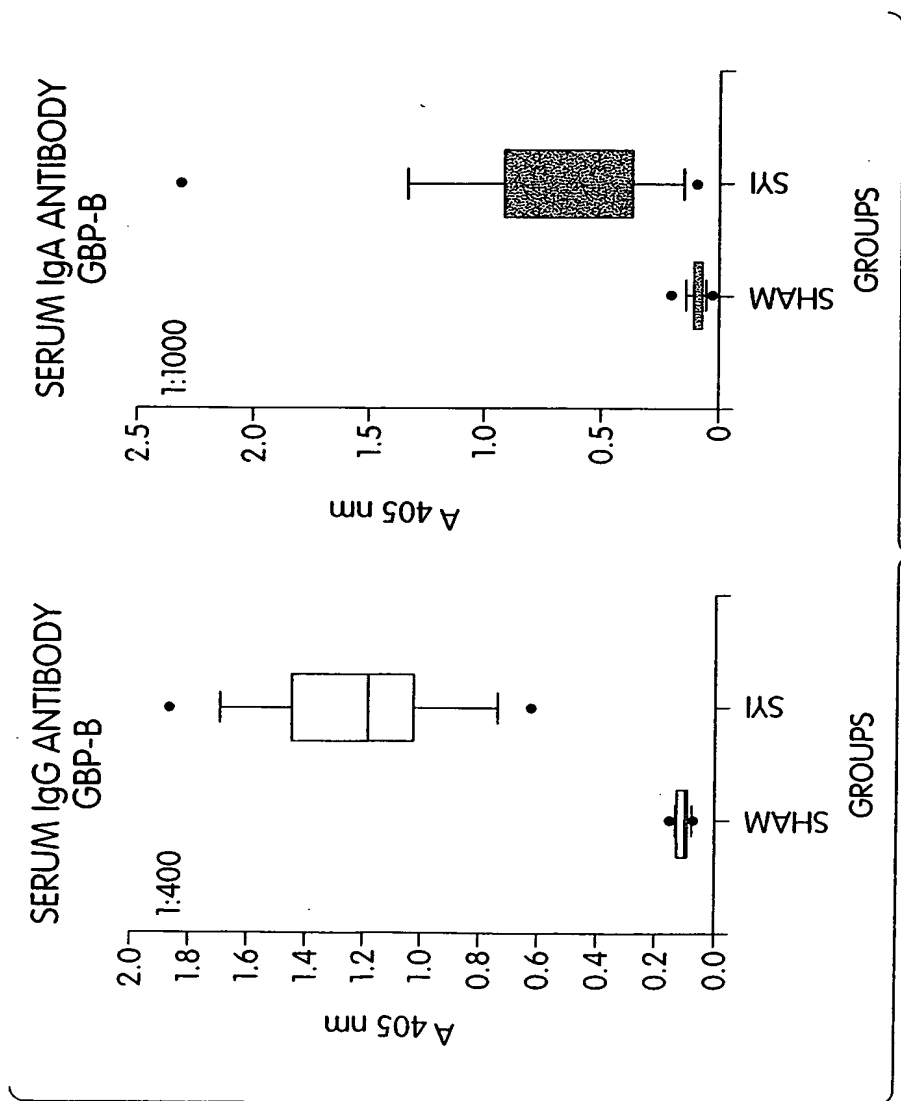 SERUM IgG ANTIBODY
GBP-B
1:400
A 405 nm
2.0
1.8
1.6
1.4
1.2
1.0
0.8
0.6
0.4
0.2
0.0
SHAM
SYI
GROUPS
SERUM IgA ANTIBODY
GBP-B
1:1000
A 405 nm
2.5
2.0
1.5
1.0
0.5
0
SHAM
SYI
GROUPS